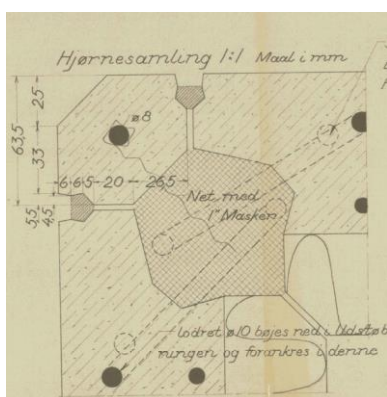 Hjørnesamling 1:1 Maal i mm
25
ø8
63,5
33
6 6,5 20 26,5
5,5
4,5
Net med
1" Masken
lodret ø10 bøjes ned i Udstøb
ningen og forankres i denne